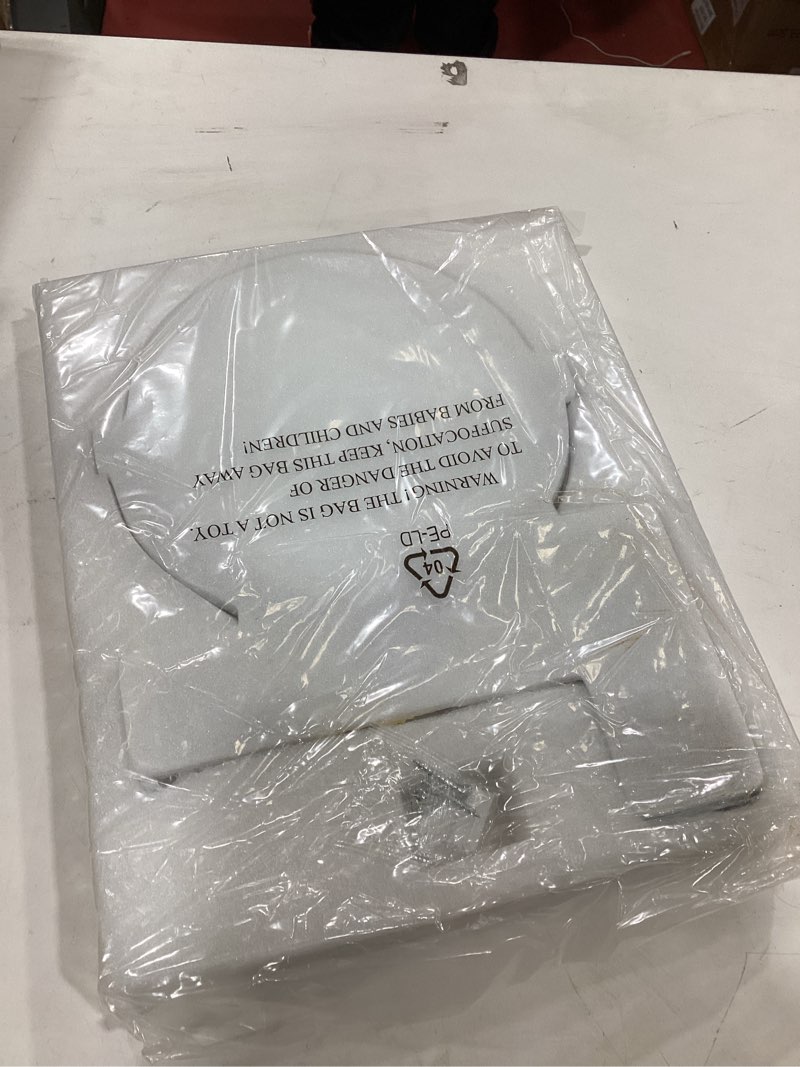 04
PE-LD
WARNING! THE BAG IS NOT A TOY.
TO AVOID THE DANGER OF
SUFFOCATION, KEEP THIS BAG AWAY
FROM BABIES AND CHILDREN!